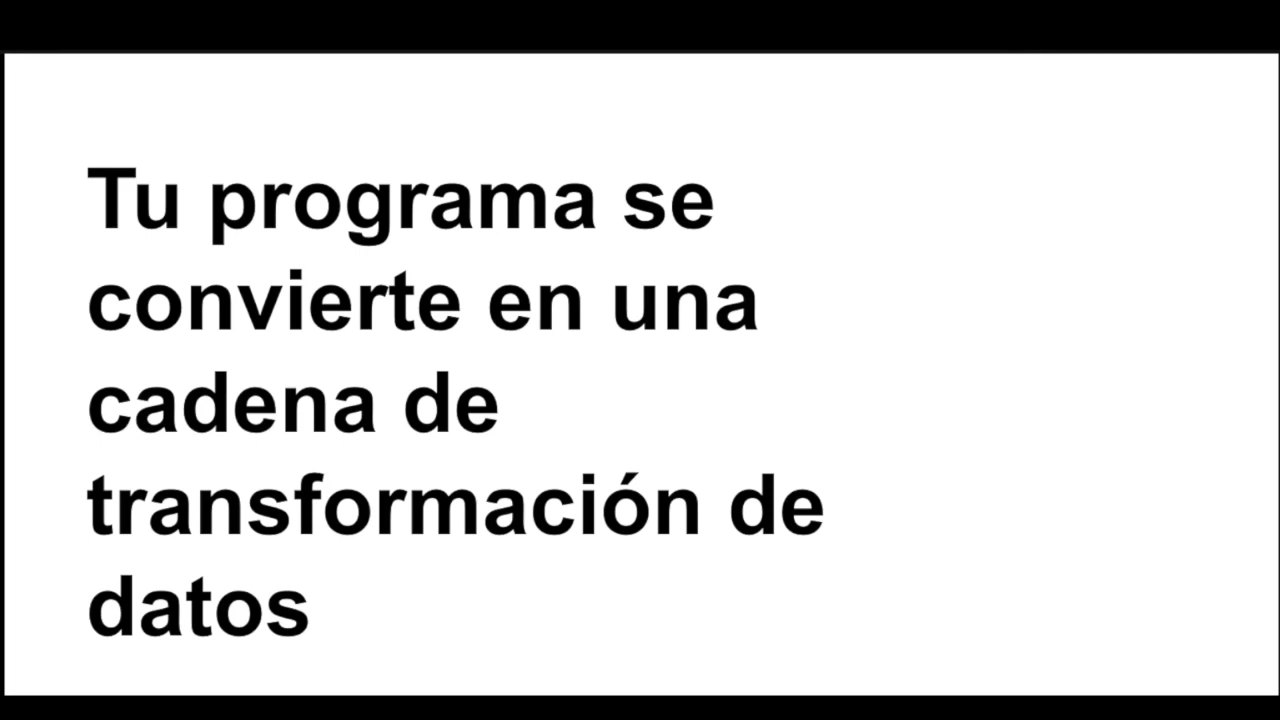 Tu programa se
convierte en una
cadena de
transformación de
datos